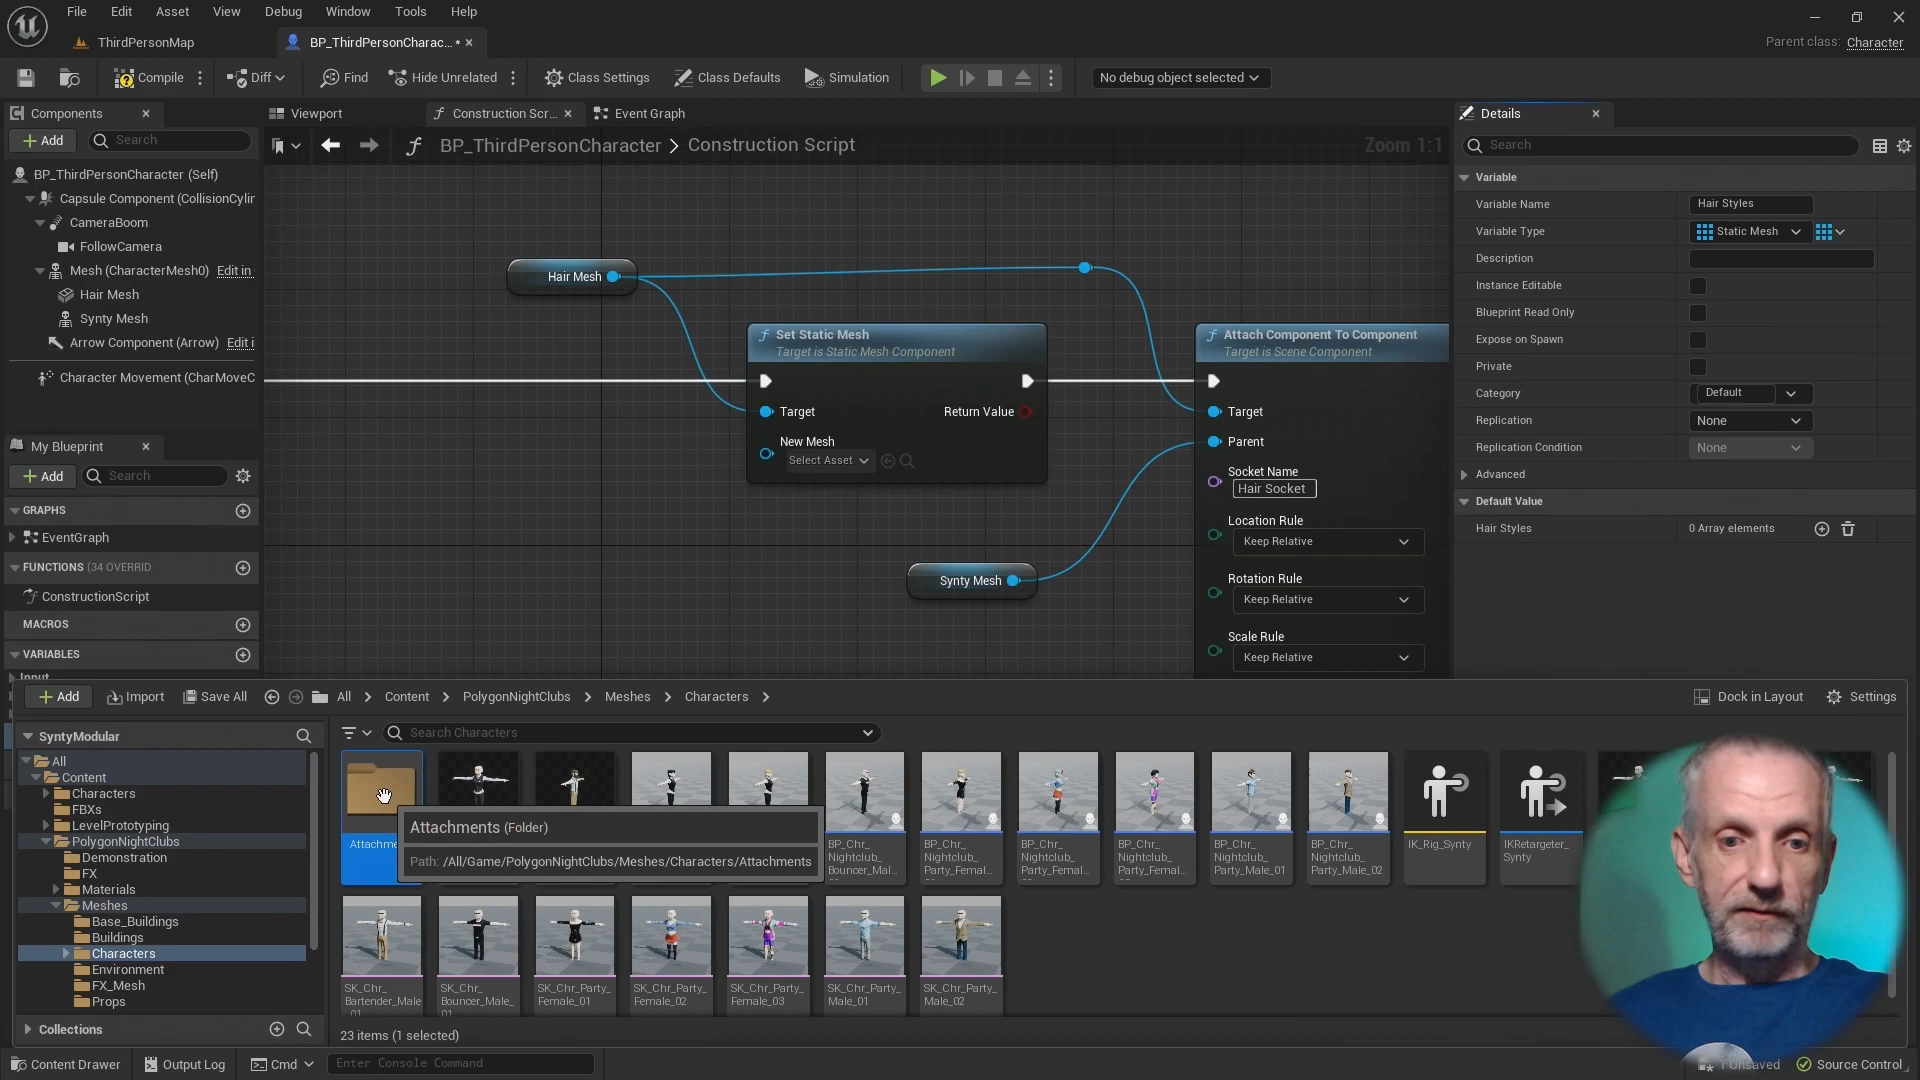 File Edit Asset View Debug Window Tools Help
ThirdPersonMap
BP_ThirdPersonCharac... •
Parent class: Character
Compile
Diff
Find
Hide Unrelated
Class Settings
Class Defaults
Simulation
No debug object selected
Components
Add
Search
BP_ThirdPersonCharacter (Self)
Capsule Component (CollisionCylin
CameraBoom
FollowCamera
Mesh (CharacterMesh0) Edit in
Hair Mesh
Synty Mesh
Arrow Component (Arrow) Edit i
Character Movement (CharMoveC
My Blueprint
Add
Search
GRAPHS
EventGraph
FUNCTIONS (34 OVERRID
ConstructionScript
MACROS
VARIABLES
Input
Viewport
Construction Scr...
Event Graph
BP_ThirdPersonCharacter > Construction Script
Zoom 1:1
Hair Mesh
Set Static Mesh
Target is Static Mesh Component
Target
Return Value
New Mesh
Select Asset
Synty Mesh
Attach Component To Component
Target is Scene Component
Target
Parent
Socket Name
Hair Socket
Location Rule
Keep Relative
Rotation Rule
Keep Relative
Scale Rule
Keep Relative
Details
Search
Variable
Variable Name Hair Styles
Variable Type Static Mesh
Description
Instance Editable
Blueprint Read Only
Expose on Spawn
Private
Category Default
Replication None
Replication Condition None
Advanced
Default Value
Hair Styles 0 Array elements
Add
Import
Save All
All > Content > PolygonNightClubs > Meshes > Characters >
Dock in Layout
Settings
SyntyModular
All
Content
Characters
FBXs
LevelPrototyping
PolygonNightClubs
Demonstration
FX
Materials
Meshes
Base_Buildings
Buildings
Characters
Environment
FX_Mesh
Props
Collections
Search Characters
Attachme
Attachments (Folder)
Path: /All/Game/PolygonNightClubs/Meshes/Characters/Attachments
BP_Chr_
Nightclub_
Bouncer_Mal...
BP_Chr_
Nightclub_
Party_Femal...
BP_Chr_
Nightclub_
Party_Femal...
BP_Chr_
Nightclub_
Party_Femal...
BP_Chr_
Nightclub_
Party_Male_01
BP_Chr_
Nightclub_
Party_Male_02
IK_Rig_Synty
IKRetargeter_
Synty
SK_Chr_
Bartender_Male
01
SK_Chr_
Bouncer_Male_
01
SK_Chr_Party_
Female_01
SK_Chr_Party_
Female_02
SK_Chr_Party_
Female_03
SK_Chr_Party_
Male_01
SK_Chr_Party_
Male_02
23 items (1 selected)
Content Drawer
Output Log
Cmd
Enter Console Command
1 Unsaved
Source Control